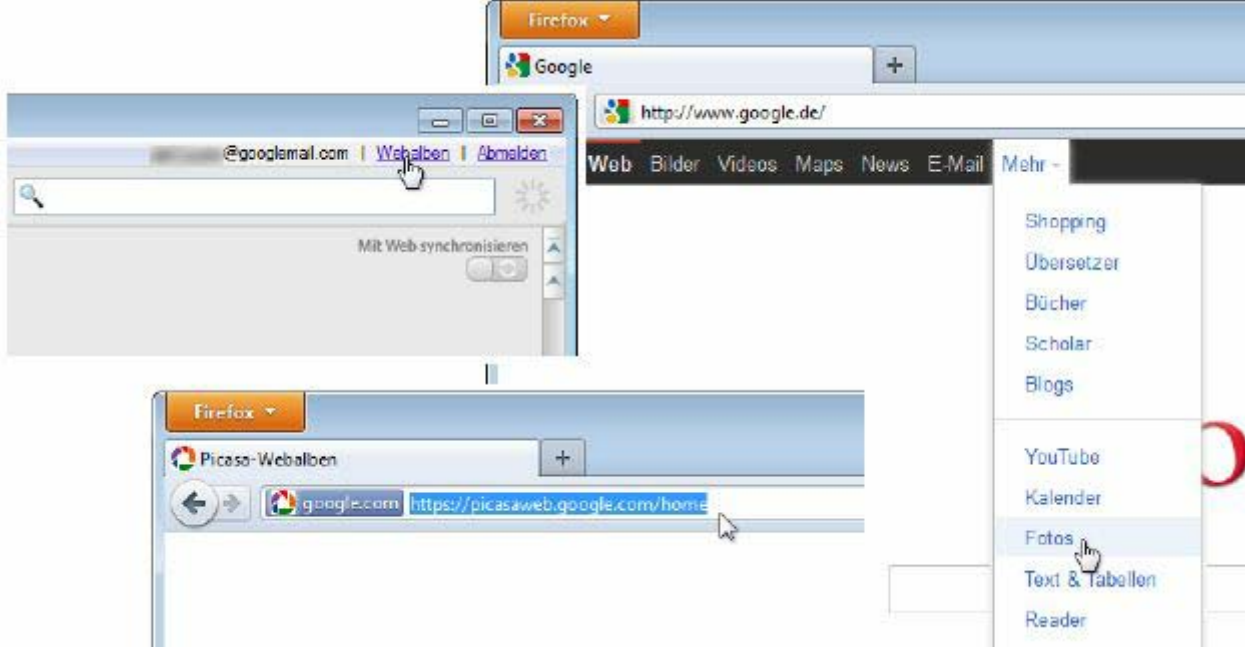 Firefox
Google
http://www.google.de/
Web Bilder Videos Maps News E-Mail Mehr
Shopping
Übersetzer
Bücher
Scholar
Blogs
YouTube
Kalender
Fotos
Text & Tabellen
Reader
@googlemail.com | Webalben | Abmelden
Mit Web synchronisieren
Firefox
Picasa-Webalben
google.com https://picasaweb.google.com/home